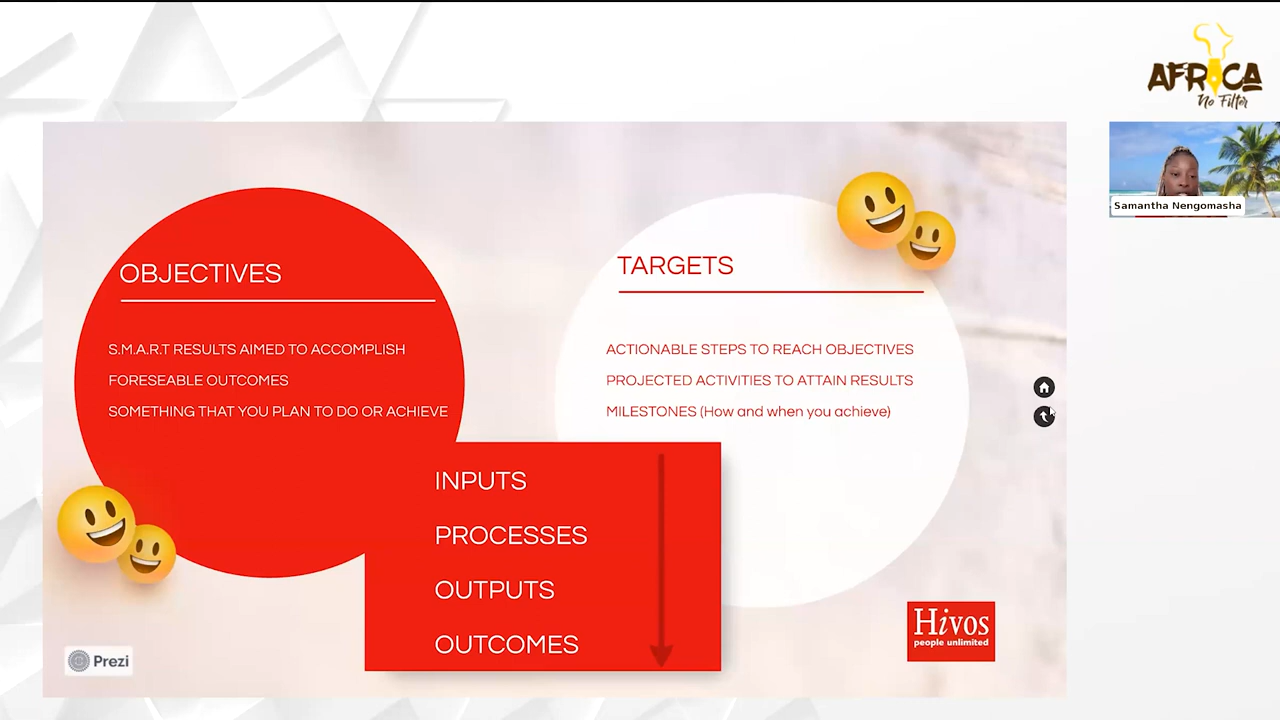 AFRICA
No Filter
Samantha Nengomasha
OBJECTIVES
S.M.A.R.T RESULTS AIMED TO ACCOMPLISH
FORESEABLE OUTCOMES
SOMETHING THAT YOU PLAN TO DO OR ACHIEVE
TARGETS
ACTIONABLE STEPS TO REACH OBJECTIVES
PROJECTED ACTIVITIES TO ATTAIN RESULTS
MILESTONES (How and when you achieve)
INPUTS
PROCESSES
OUTPUTS
OUTCOMES
Hivos
people unlimited
Prezi